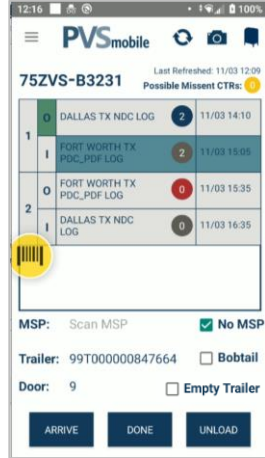 12:16 100%
PVSmobile
Last Refreshed: 11/03 12:09
75ZVS-B3231 Possible Missent CTRs: 0
1 O DALLAS TX NDC LOG 2 11/03 14:10
I FORT WORTH TX PDC_PDF LOG 2 11/03 15:05
2 O FORT WORTH TX PDC_PDF LOG 0 11/03 15:35
I DALLAS TX NDC LOG 0 11/03 16:35
MSP: Scan MSP No MSP
Trailer: 99T000000847664 Bobtail
Door: 9 Empty Trailer
ARRIVE DONE UNLOAD